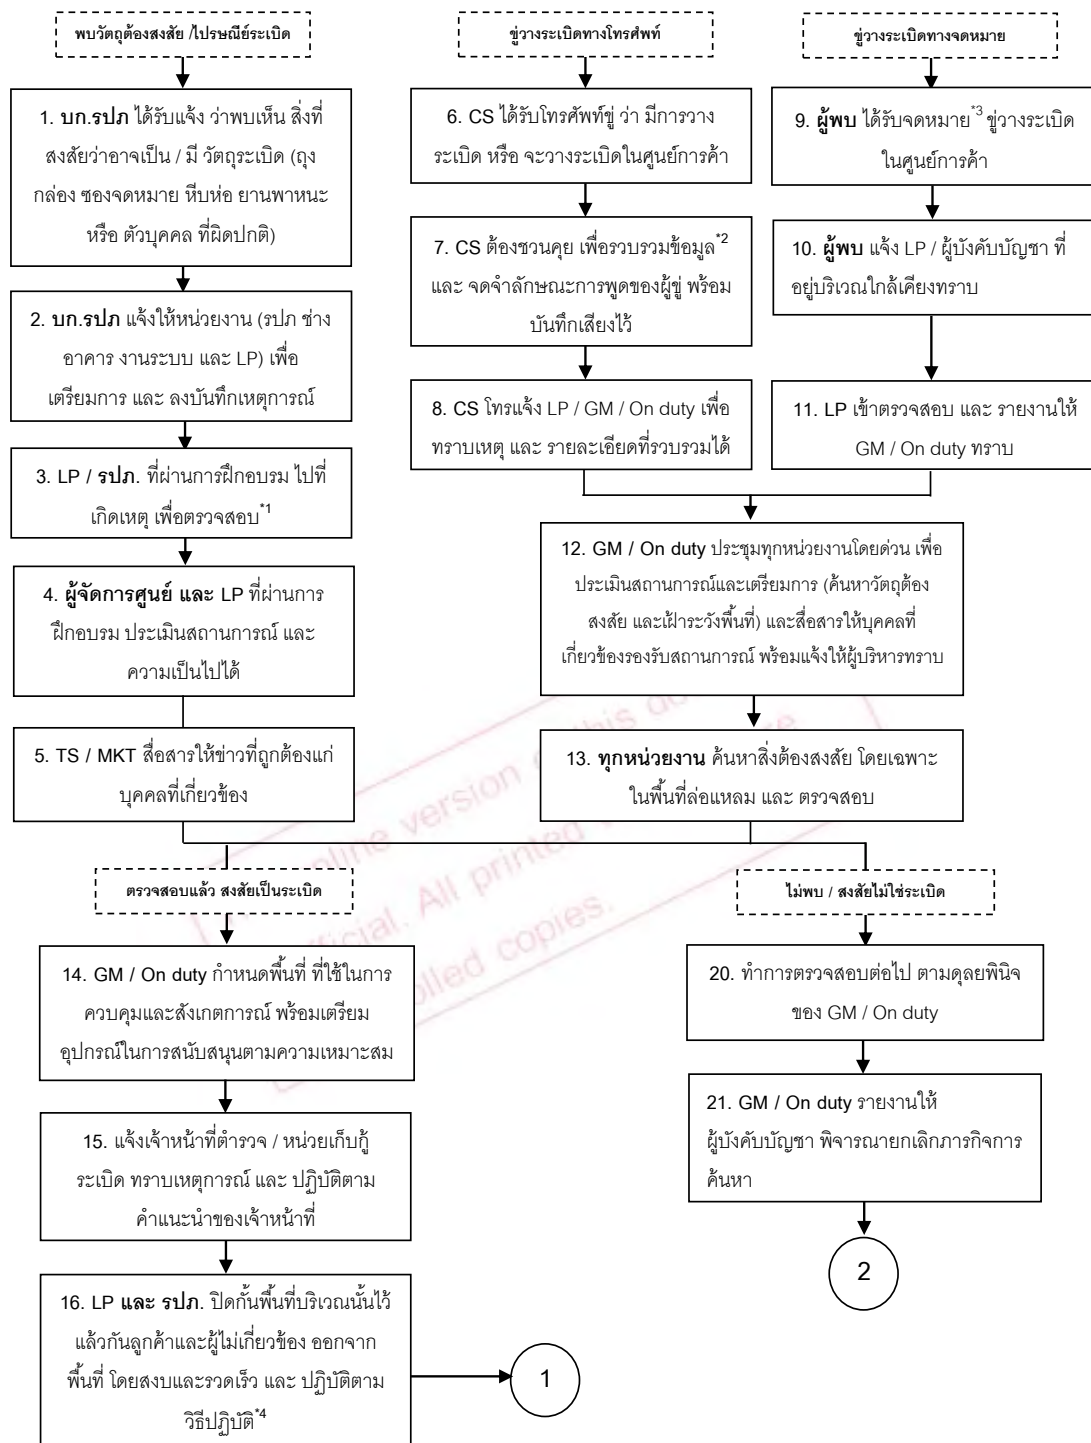 พบวัตถุต้องสงสัย /ไปรษณีย์ระเบิด
1. บก.รปภ ได้รับแจ้ง ว่าพบเห็น สิ่งที่
สงสัยว่าอาจเป็น / มี วัตถุระเบิด (ถุง
กล่อง ซองจดหมาย หีบห่อ ยานพาหนะ
หรือ ตัวบุคคล ที่ผิดปกติ)
2. บก.รปภ แจ้งให้หน่วยงาน (รปภ ช่าง
อาคาร งานระบบ และ LP) เพื่อ
เตรียมการ และ ลงบันทึกเหตุการณ์
3. LP / รปภ. ที่ผ่านการฝึกอบรม ไปที่
เกิดเหตุ เพื่อตรวจสอบ*1
4. ผู้จัดการศูนย์ และ LP ที่ผ่านการ
ฝึกอบรม ประเมินสถานการณ์ และ
ความเป็นไปได้
5. TS / MKT สื่อสารให้ข่าวที่ถูกต้องแก่
บุคคลที่เกี่ยวข้อง
ขู่วางระเบิดทางโทรศัพท์
6. CS ได้รับโทรศัพท์ขู่ ว่า มีการวาง
ระเบิด หรือ จะวางระเบิดในศูนย์การค้า
7. CS ต้องชวนคุย เพื่อรวบรวมข้อมูล*2
และ จดจำลักษณะการพูดของผู้ขู่ พร้อม
บันทึกเสียงไว้
8. CS โทรแจ้ง LP / GM / On duty เพื่อ
ทราบเหตุ และ รายละเอียดที่รวบรวมได้
ขู่วางระเบิดทางจดหมาย
9. ผู้พบ ได้รับจดหมาย*3 ขู่วางระเบิด
ในศูนย์การค้า
10. ผู้พบ แจ้ง LP / ผู้บังคับบัญชา ที่
อยู่บริเวณใกล้เคียงทราบ
11. LP เข้าตรวจสอบ และ รายงานให้
GM / On duty ทราบ
12. GM / On duty ประชุมทุกหน่วยงานโดยด่วน เพื่อ
ประเมินสถานการณ์และเตรียมการ (ค้นหาวัตถุต้อง
สงสัย และเฝ้าระวังพื้นที่) และสื่อสารให้บุคคลที่
เกี่ยวข้องรองรับสถานการณ์ พร้อมแจ้งให้ผู้บริหารทราบ
13. ทุกหน่วยงาน ค้นหาสิ่งต้องสงสัย โดยเฉพาะ
ในพื้นที่ล่อแหลม และ ตรวจสอบ
ตรวจสอบแล้ว สงสัยเป็นระเบิด
14. GM / On duty กำหนดพื้นที่ ที่ใช้ในการ
ควบคุมและสังเกตการณ์ พร้อมเตรียม
อุปกรณ์ในการสนับสนุนตามความเหมาะสม
15. แจ้งเจ้าหน้าที่ตำรวจ / หน่วยเก็บกู้
ระเบิด ทราบเหตุการณ์ และ ปฏิบัติตาม
คำแนะนำของเจ้าหน้าที่
16. LP และ รปภ. ปิดกั้นพื้นที่บริเวณนั้นไว้
แล้วกันลูกค้าและผู้ไม่เกี่ยวข้อง ออกจาก
พื้นที่ โดยสงบและรวดเร็ว และ ปฏิบัติตาม
วิธีปฏิบัติ*4
1
ไม่พบ / สงสัยไม่ใช่ระเบิด
20. ทำการตรวจสอบต่อไป ตามดุลยพินิจ
ของ GM / On duty
21. GM / On duty รายงานให้
ผู้บังคับบัญชา พิจารณายกเลิกภารกิจการ
ค้นหา
2